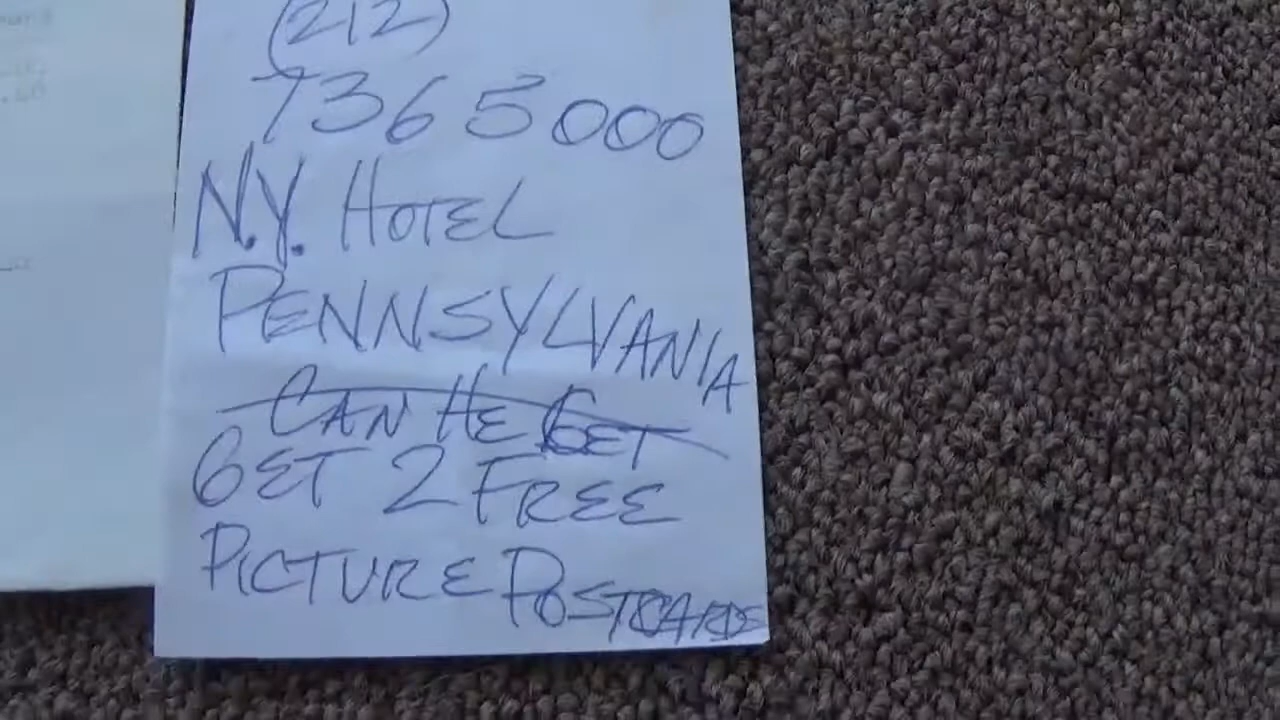 (212)
736 5000
N.Y. HOTEL
PENNSYLVANIA
CAN HE GET
GET 2 FREE
PICTURE POSTCARDS